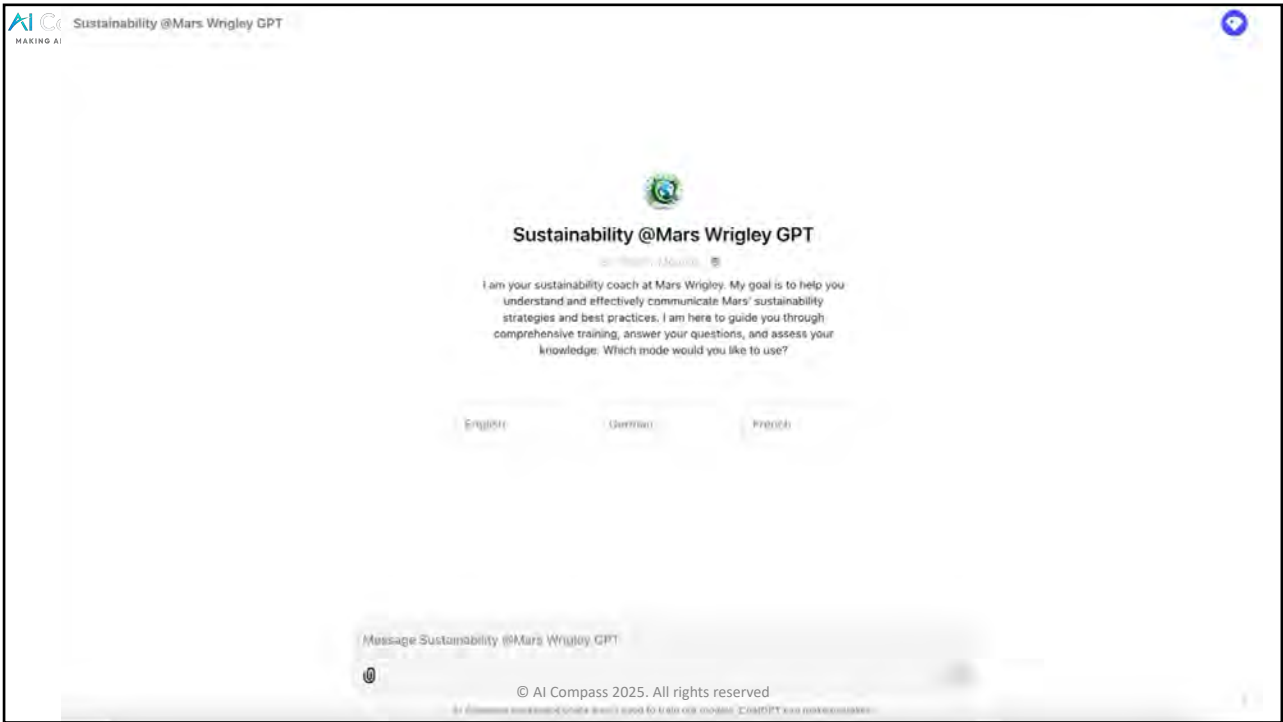 AI Co
MAKING AI
Sustainability @Mars Wrigley GPT
Sustainability @Mars Wrigley GPT
I am your sustainability coach at Mars Wrigley. My goal is to help you
understand and effectively communicate Mars' sustainability
strategies and best practices. I am here to guide you through
comprehensive training, answer your questions, and assess your
knowledge. Which mode would you like to use?
English
German
French
Message Sustainability @Mars Wrigley GPT
© AI Compass 2025. All rights reserved